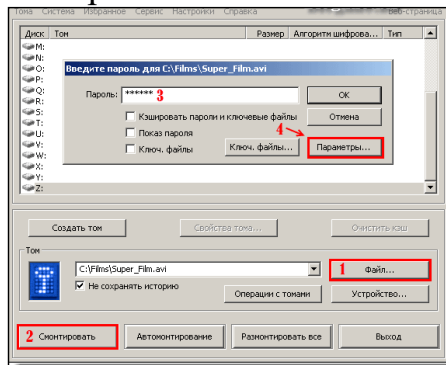 Тома Система Избранное Сервис Настройки Справка Веб-страница
Диск Том Размер Алгоритм шифрова... Тип
M:
N:
O:
P:
Q:
R:
S:
T:
U:
V:
W:
X:
Y:
Z:
Введите пароль для C:\Films\Super_Film.avi
Пароль: ****** 3
OK
Кэшировать пароли и ключевые файлы
Отмена
Показ пароля
4
Ключ. файлы
Ключ. файлы...
Параметры...
Создать том
Свойства тома...
Очистить кэш
Том
C:\Films\Super_Film.avi
1 Файл...
Не сохранять историю
Операции с томами
Устройство...
2 Смонтировать
Автомонтирование
Размонтировать все
Выход